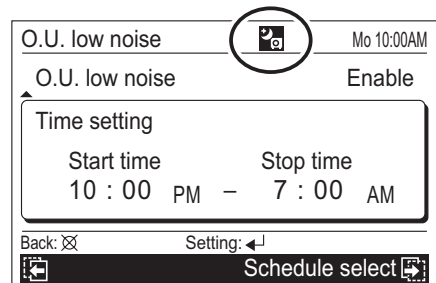 O.U. low noise Mo 10:00AM
O.U. low noise Enable
Time setting
Start time Stop time
10 : 00 PM – 7 : 00 AM
Back: Setting:
Schedule select